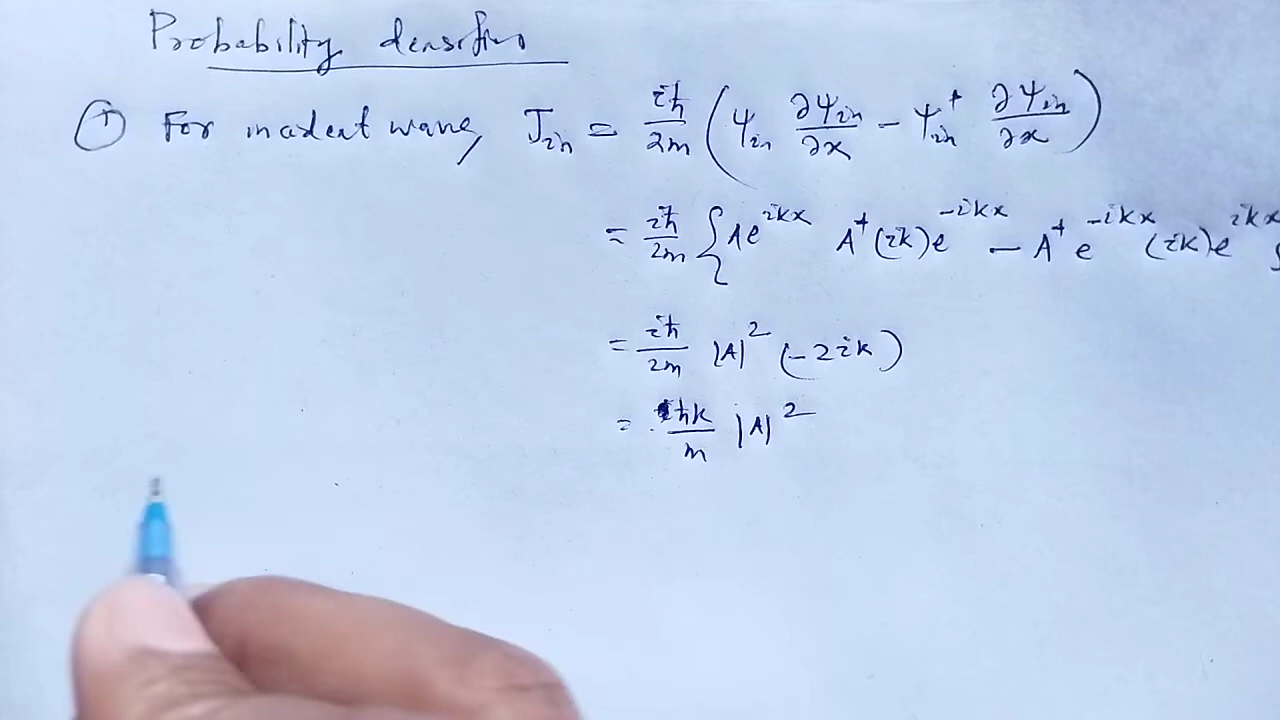 Probability densities
① For incident wave, J_in = iħ/2m (ψ_in ∂ψ_in/∂x − ψ_in^+ ∂ψ_in/∂x)
= iħ/2m { A e^{ikx} A^+ (ik) e^{-ikx} − A^+ e^{-ikx} (ik) e^{ikx}
= iħ/2m |A|^2 (−2ik)
= ħk/m |A|^2